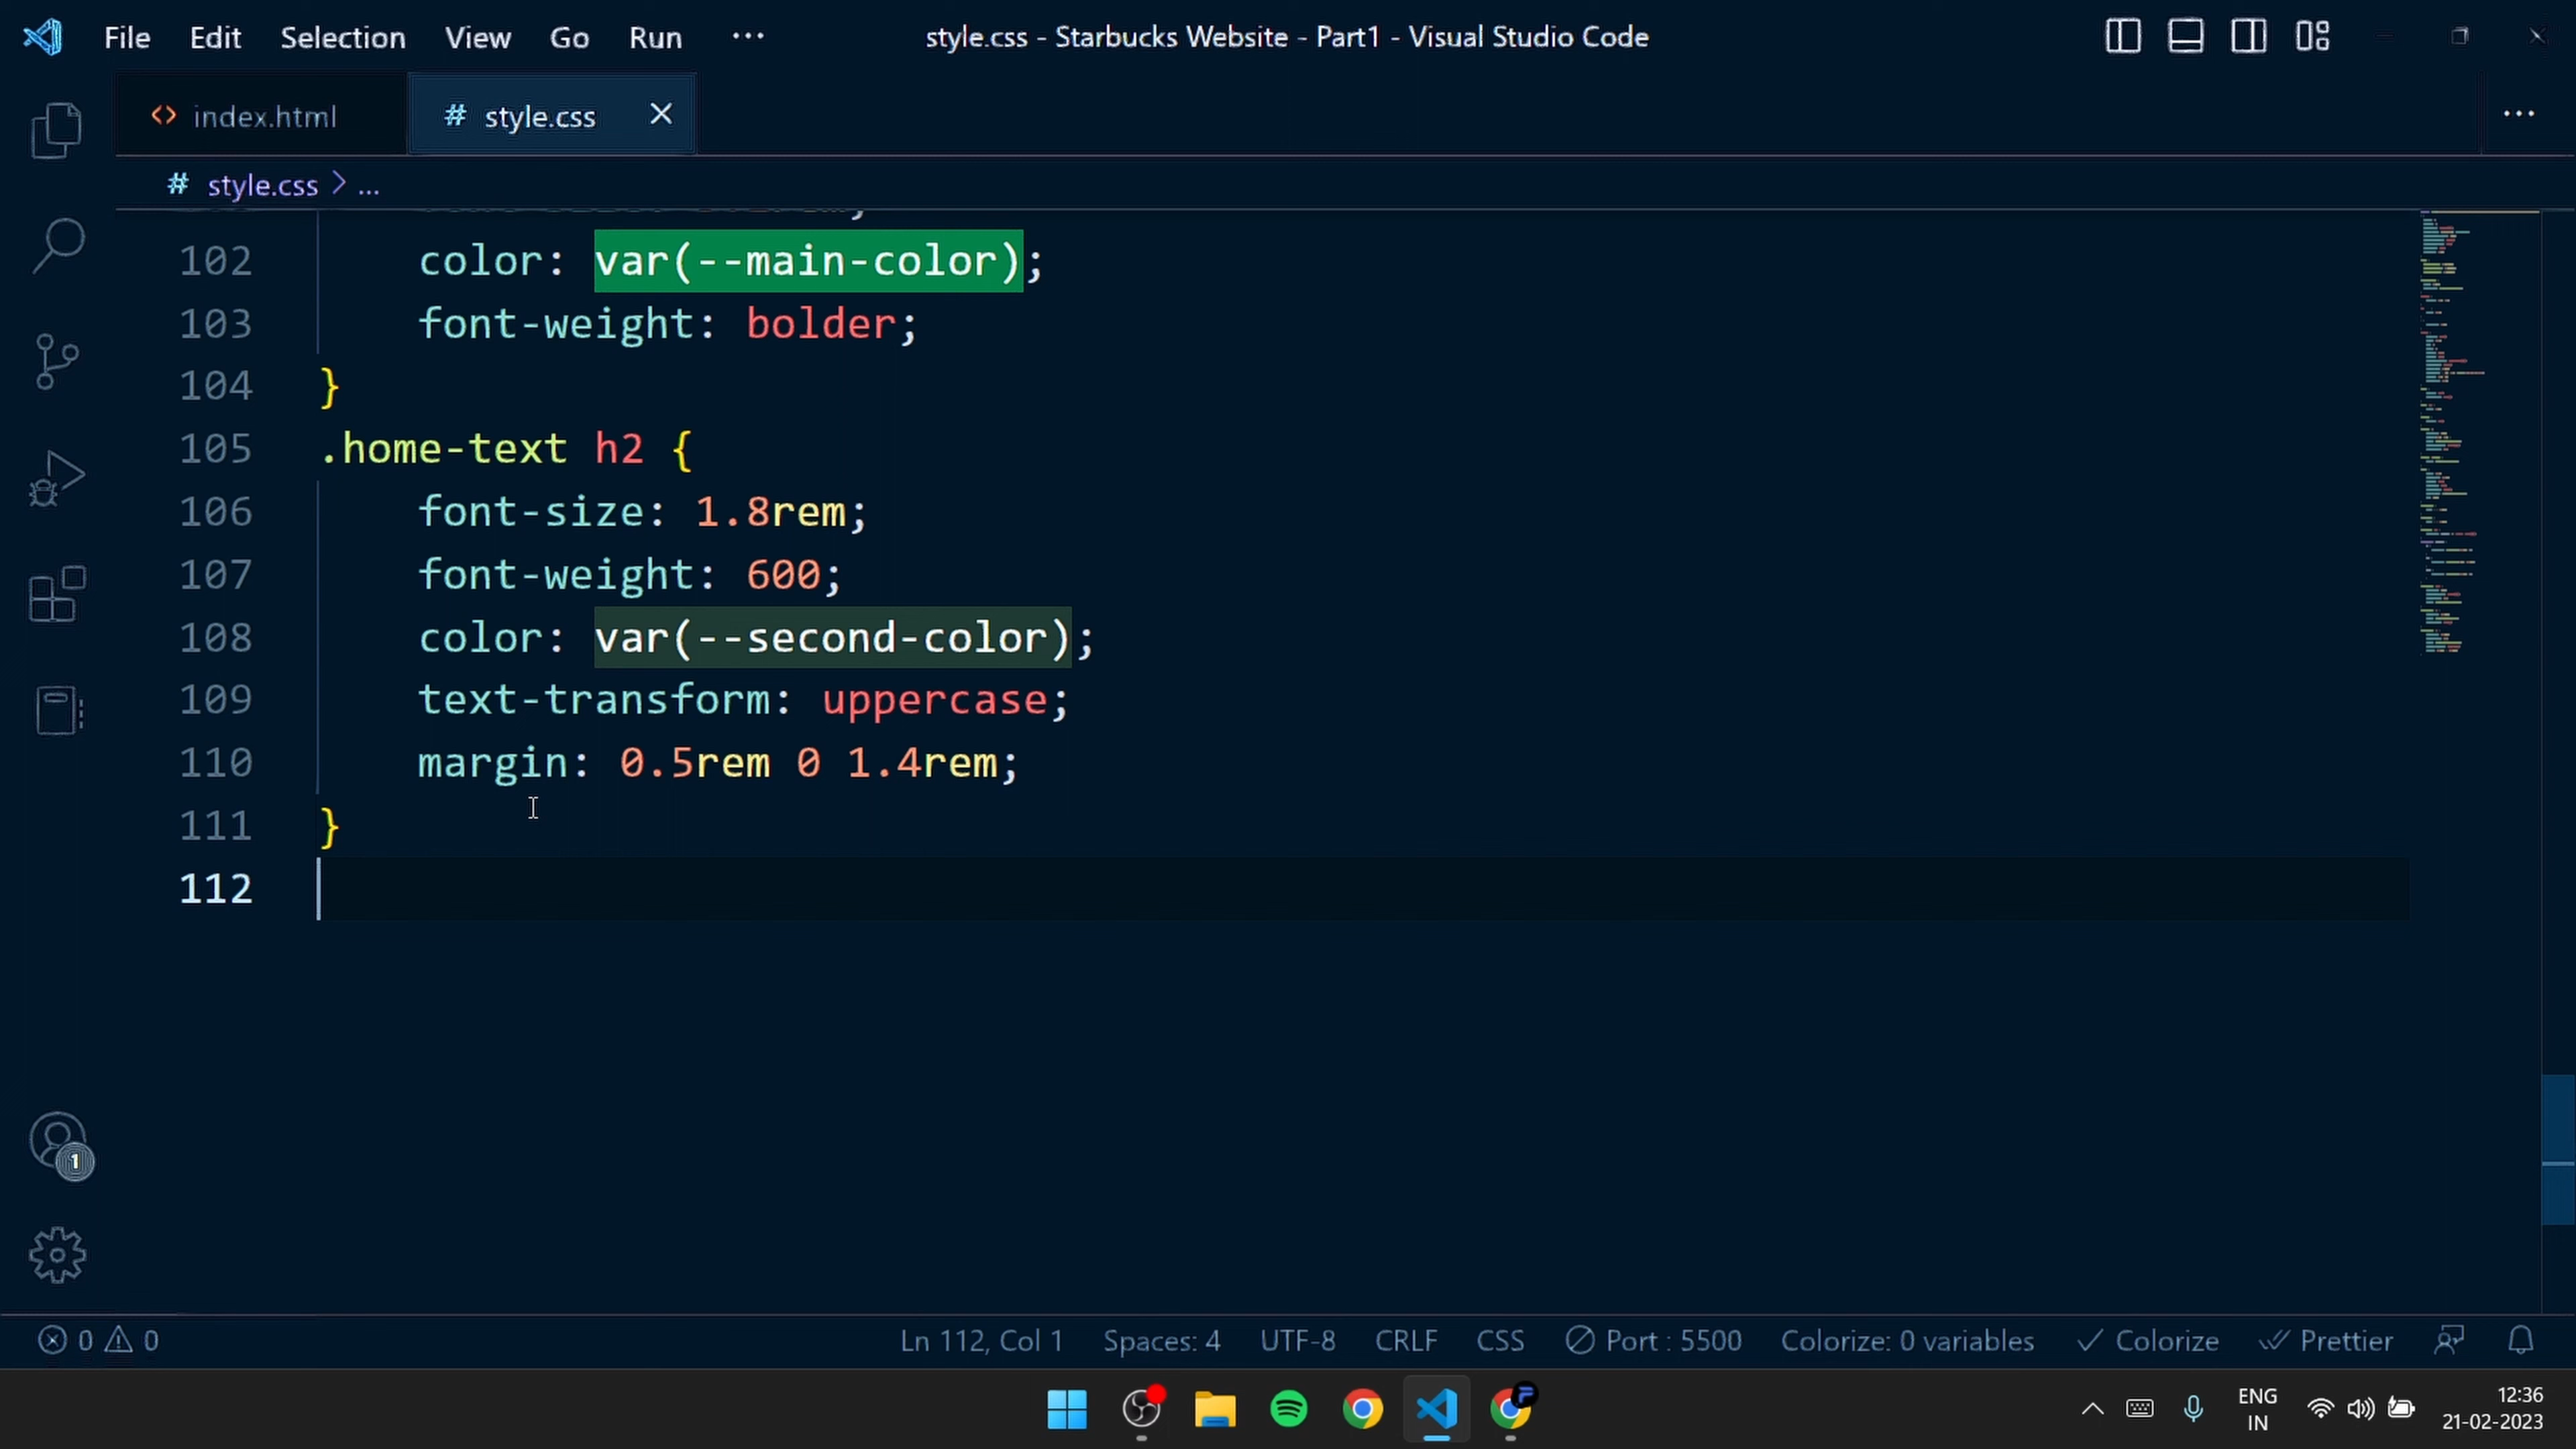 File Edit Selection View Go Run ...
style.css - Starbucks Website - Part1 - Visual Studio Code
<> index.html
# style.css
# style.css > ...
102 color: var(--main-color);
103 font-weight: bolder;
104 }
105 .home-text h2 {
106 font-size: 1.8rem;
107 font-weight: 600;
108 color: var(--second-color);
109 text-transform: uppercase;
110 margin: 0.5rem 0 1.4rem;
111 }
112
1
0 0 Ln 112, Col 1 Spaces: 4 UTF-8 CRLF CSS Port : 5500 Colorize: 0 variables Colorize Prettier
ENG
IN
12:36
21-02-2023